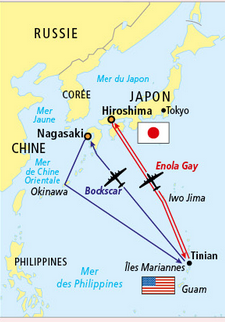 RUSSIE
CORÉE
Mer du Japon
JAPON
Mer
Jaune
Hiroshima
Tokyo
Nagasaki
CHINE
Mer
de Chine
Orientale
Okinawa
Enola Gay
Bockscar
Iwo Jima
Tinian
PHILIPPINES
Îles Mariannes
Mer
des Philippines
Guam